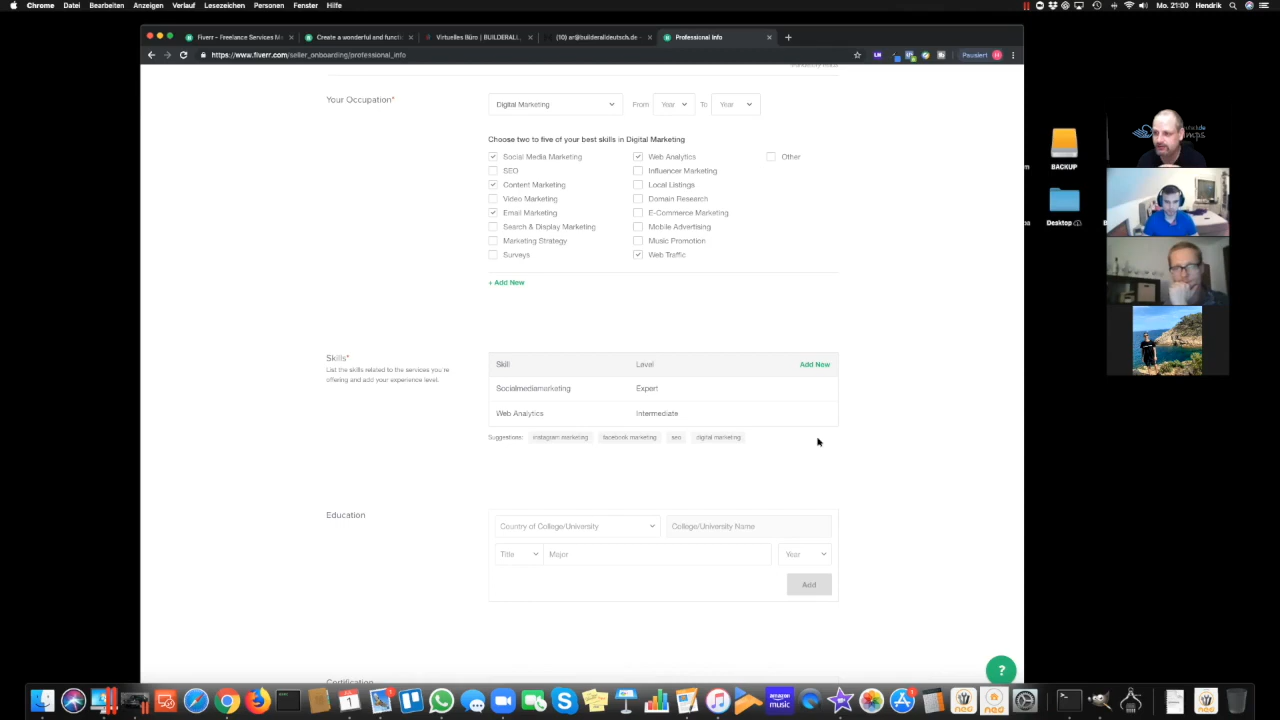 Chrome Datei Bearbeiten Anzeigen Verlauf Lesezeichen Personen Fenster Hilfe Mo. 21:00 Hendrik
Fiverr - Freelance Services M Create a wonderful and functi Virtuelles Büro | BUILDERALL (10) ar@builderalldeutsch.de - Professional Info
https://www.fiverr.com/seller_onboarding/professional_info Pausiert
Your Occupation* Digital Marketing From Year To Year
Choose two to five of your best skills in Digital Marketing
Social Media Marketing Web Analytics Other
SEO Influencer Marketing
Content Marketing Local Listings
Video Marketing Domain Research
Email Marketing E-Commerce Marketing
Search & Display Marketing Mobile Advertising
Marketing Strategy Music Promotion
Surveys Web Traffic
+ Add New
Skills*
List the skills related to the services you're
offering and add your experience level.
Skill Level Add New
Socialmediamarketing Expert
Web Analytics Intermediate
Suggestions: instagram marketing facebook marketing seo digital marketing
Education
Country of College/University College/University Name
Title Major Year
Add
Certification
?
BACKUP
Desktop
amazon
music